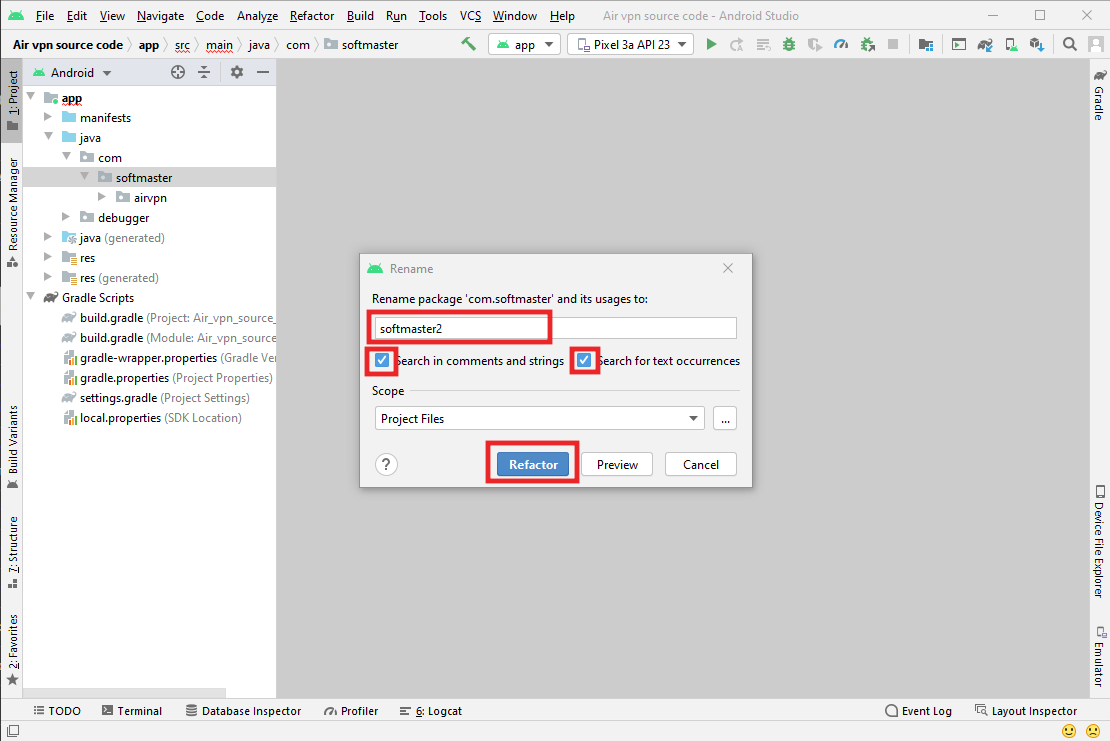 File Edit View Navigate Code Analyze Refactor Build Run Tools VCS Window Help Air vpn source code - Android Studio
Air vpn source code app src main java com softmaster app Pixel 3a API 23
1: Project
Resource Manager
Build Variants
7: Structure
2: Favorites
Android
app
manifests
java
com
softmaster
airvpn
debugger
java (generated)
res
res (generated)
Gradle Scripts
build.gradle (Project: Air_vpn_source_
build.gradle (Module: Air_vpn_source
gradle-wrapper.properties (Gradle Ver
gradle.properties (Project Properties)
settings.gradle (Project Settings)
local.properties (SDK Location)
Rename
Rename package 'com.softmaster' and its usages to:
softmaster2
Search in comments and strings Search for text occurrences
Scope
Project Files ...
? Refactor Preview Cancel
Gradle
Device File Explorer
Emulator
TODO Terminal Database Inspector Profiler 6: Logcat Event Log Layout Inspector